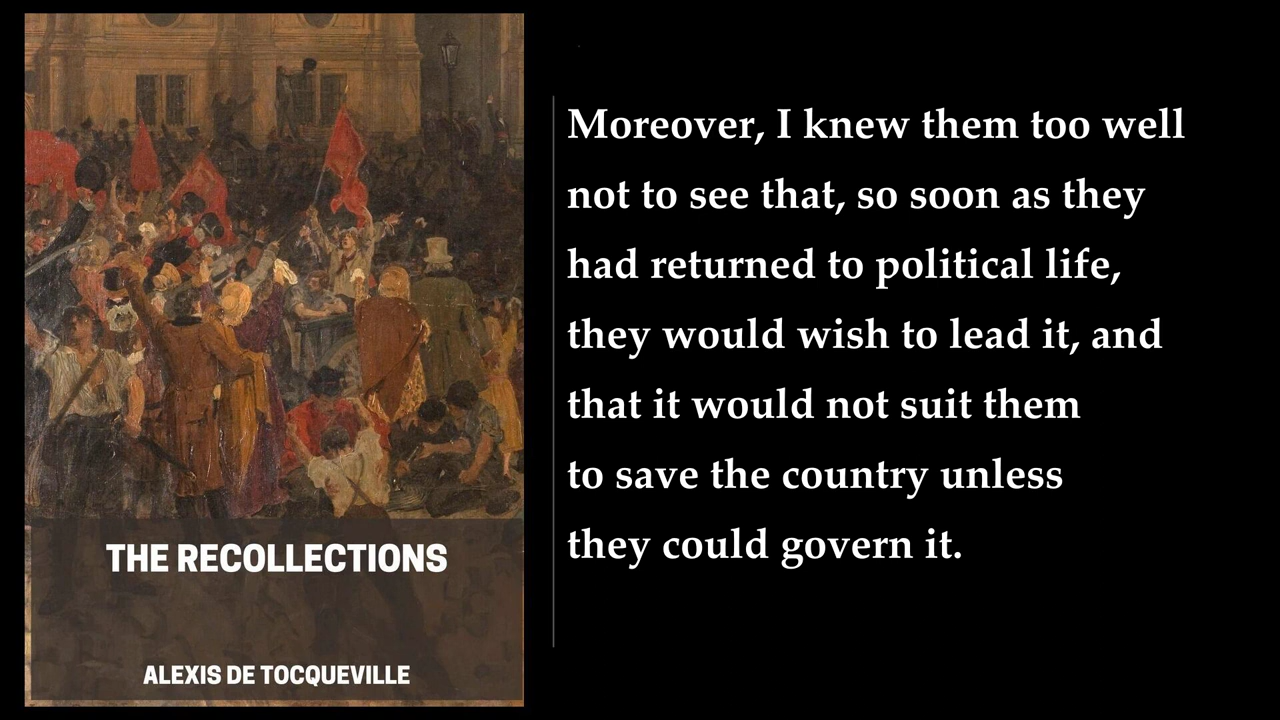 THE RECOLLECTIONS
ALEXIS DE TOCQUEVILLE
Moreover, I knew them too well
not to see that, so soon as they
had returned to political life,
they would wish to lead it, and
that it would not suit them
to save the country unless
they could govern it.